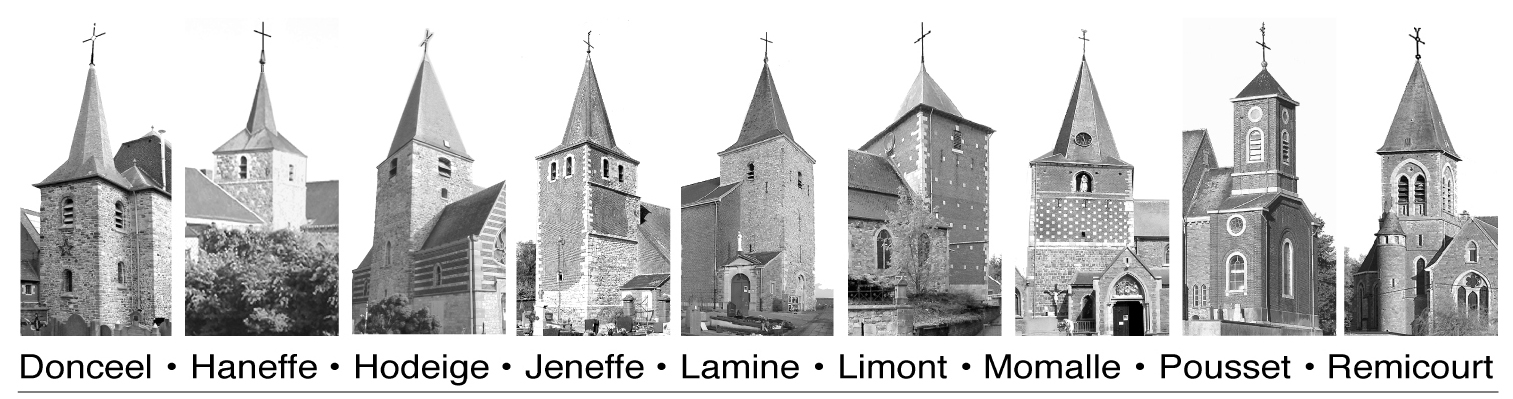 Donceel • Haneffe • Hodeige • Jeneffe • Lamine • Limont • Momalle • Pousset • Remicourt